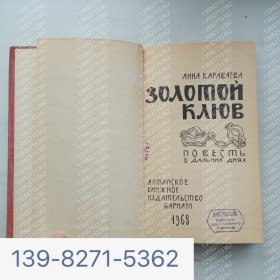 АННА КАРАВАЕВА
ЗОЛОТОЙ
КЛЮВ
ПОВЕСТЬ
О ДАЛЬНИХ ДНЯХ
АЛТАЙСКОЕ
КНИЖНОЕ
ИЗДАТЕЛЬСТВО
БАРНАУЛ
1968
139-8271-5362